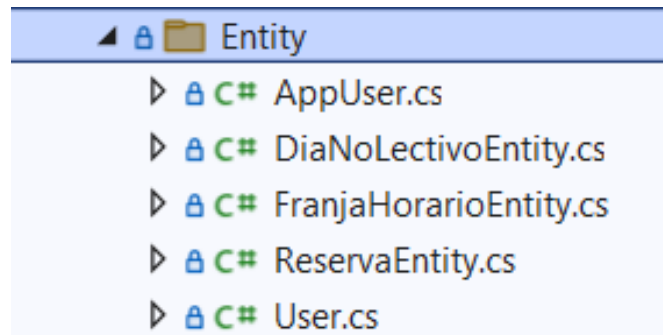 Entity
C# AppUser.cs
C# DiaNoLectivoEntity.cs
C# FranjaHorarioEntity.cs
C# ReservaEntity.cs
C# User.cs